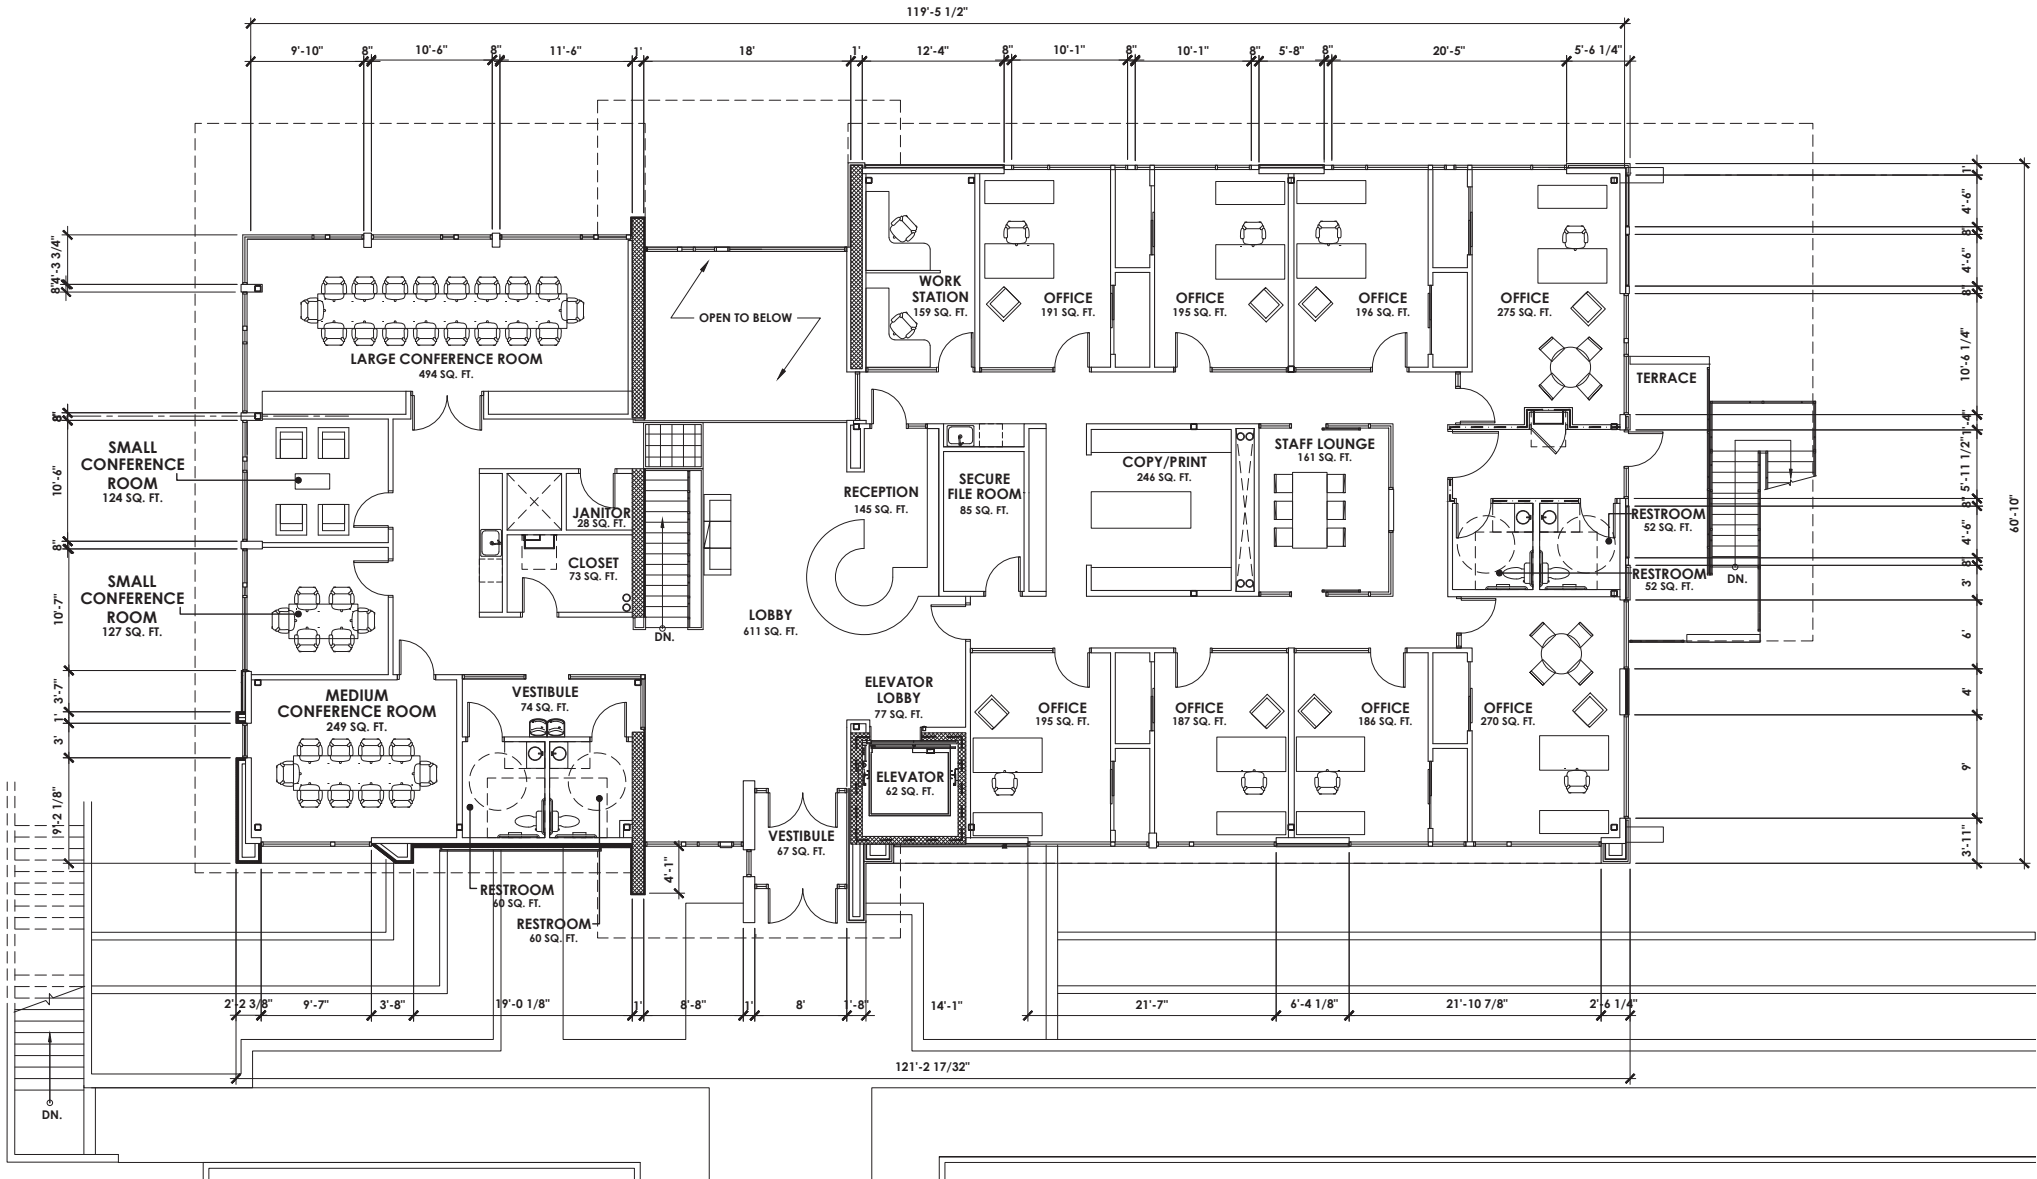 119'-5 1/2"
9'-10"
8"
10'-6"
8"
11'-6"
1'
18'
1'
12'-4"
8"
10'-1"
8"
10'-1"
8"
5'-8"
8"
20'-5"
5'-6 1/4"
4'-3 3/4"
8"
8"
10'-6"
8"
10'-7"
3'-7"
1'
3'
9'-2 1/8"
LARGE CONFERENCE ROOM
494 SQ. FT.
OPEN TO BELOW
WORK
STATION
159 SQ. FT.
OFFICE
191 SQ. FT.
OFFICE
195 SQ. FT.
OFFICE
196 SQ. FT.
OFFICE
275 SQ. FT.
TERRACE
SMALL
CONFERENCE
ROOM
124 SQ. FT.
SMALL
CONFERENCE
ROOM
127 SQ. FT.
JANITOR
28 SQ. FT.
CLOSET
73 SQ. FT.
DN.
LOBBY
611 SQ. FT.
RECEPTION
145 SQ. FT.
SECURE
FILE ROOM
85 SQ. FT.
COPY/PRINT
246 SQ. FT.
STAFF LOUNGE
161 SQ. FT.
RESTROOM
52 SQ. FT.
RESTROOM
52 SQ. FT.
DN.
MEDIUM
CONFERENCE ROOM
249 SQ. FT.
VESTIBULE
74 SQ. FT.
ELEVATOR
LOBBY
77 SQ. FT.
ELEVATOR
62 SQ. FT.
VESTIBULE
67 SQ. FT.
OFFICE
195 SQ. FT.
OFFICE
187 SQ. FT.
OFFICE
186 SQ. FT.
OFFICE
270 SQ. FT.
RESTROOM
60 SQ. FT.
RESTROOM
60 SQ. FT.
4'-1"
1'
4'-6"
8"
4'-6"
8"
10'-6 1/4"
1'-4"
1'
5'-11 1/2"
8"
4'-6"
8"
3'
6'
4'
9'
3'-11"
60'-10"
2'-2 3/8"
9'-7"
3'-8"
19'-0 1/8"
1'
8'-8"
1'
8'
1'-8"
14'-1"
21'-7"
6'-4 1/8"
21'-10 7/8"
2'-6 1/4"
121'-2 17/32"
DN.